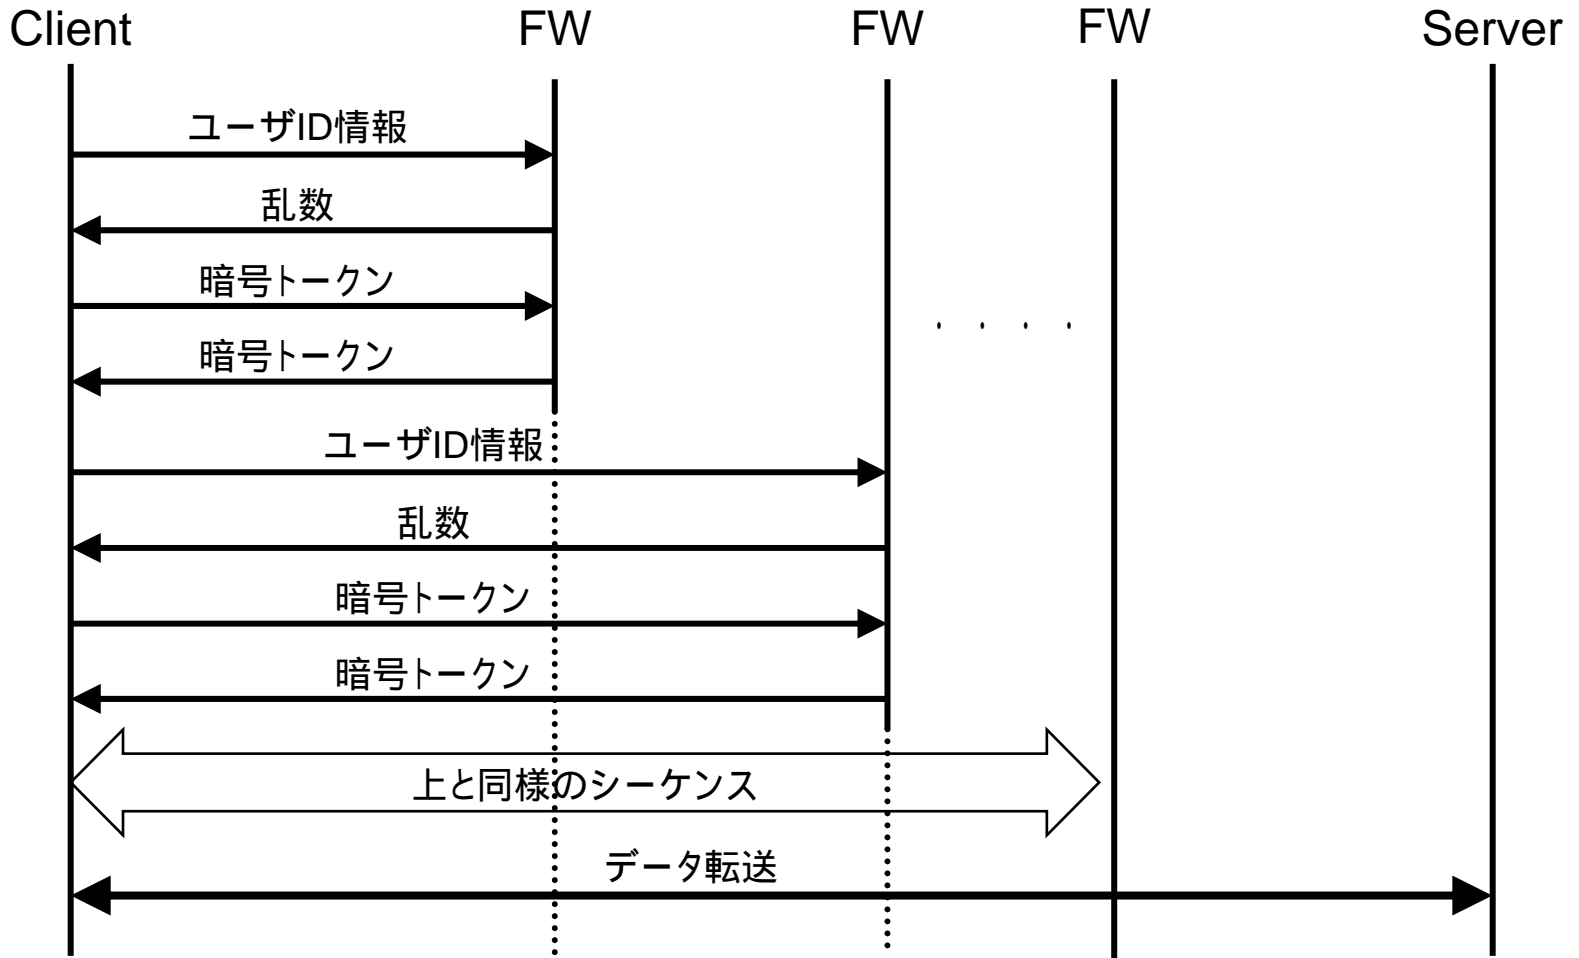 Client
FW
FW
FW
Server
ユーザID情報
乱数
暗号トークン
・・・・
暗号トークン
ユーザID情報
乱数
暗号トークン
暗号トークン
上と同様のシーケンス
データ転送